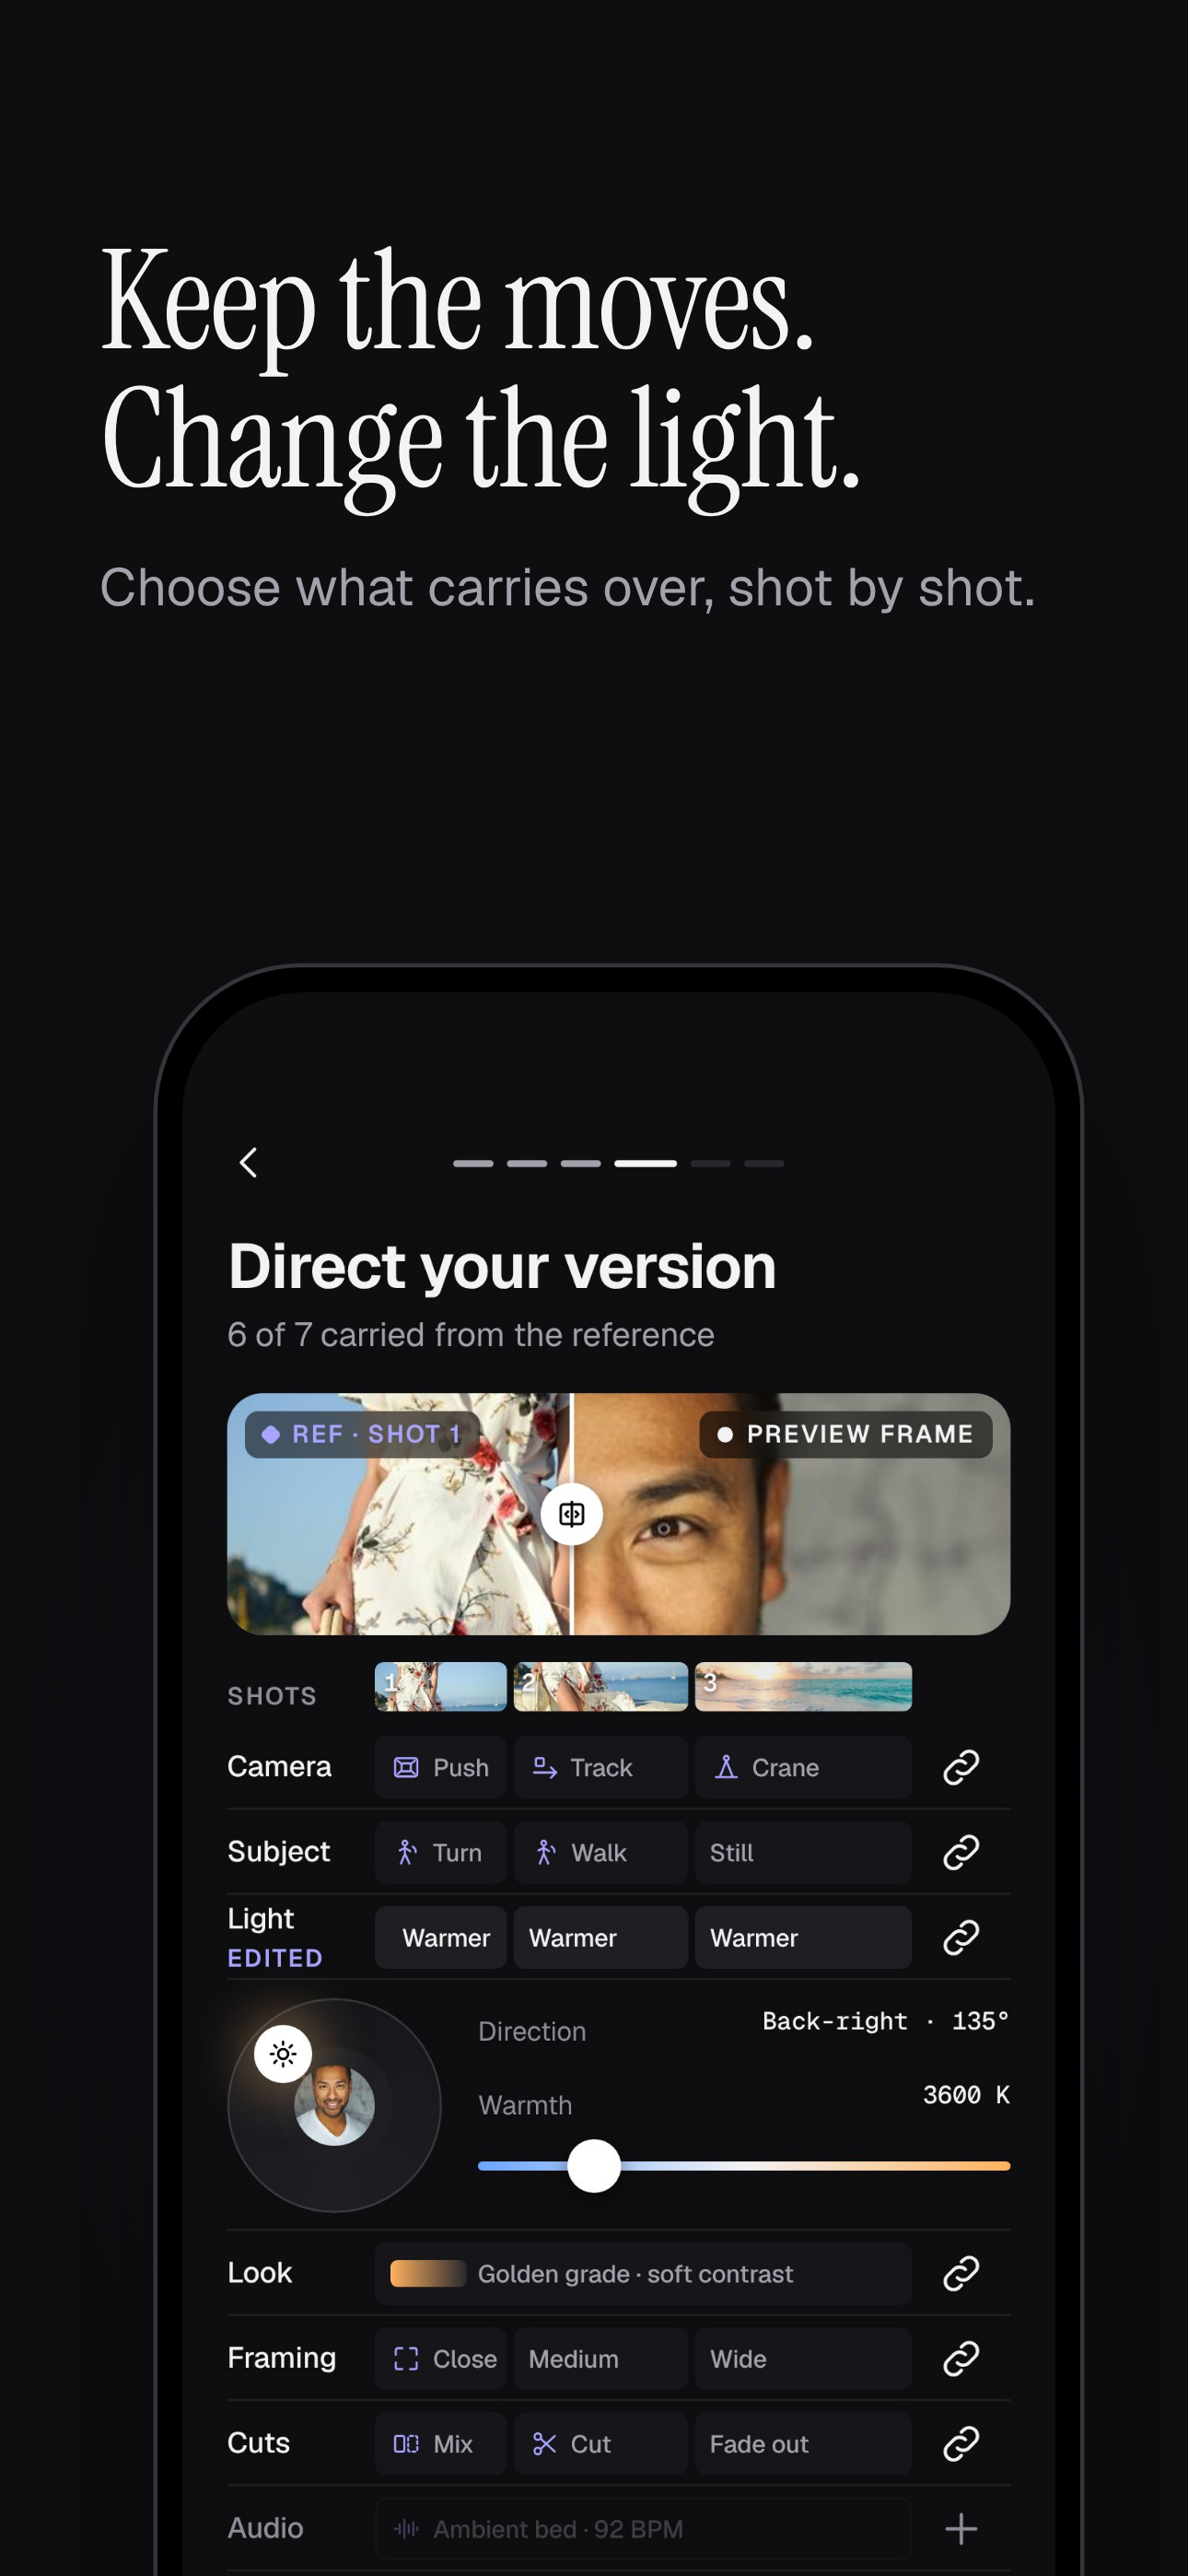 Keep the moves.
Change the light.
Choose what carries over, shot by shot.
Direct your version
6 of 7 carried from the reference
REF · SHOT 1
PREVIEW FRAME
SHOTS
1
2
3
Camera
Push
Track
Crane
Subject
Turn
Walk
Still
Light
EDITED
Warmer
Warmer
Warmer
Direction
Back-right · 135°
Warmth
3600 K
Look
Golden grade · soft contrast
Framing
Close
Medium
Wide
Cuts
Mix
Cut
Fade out
Audio
Ambient bed · 92 BPM